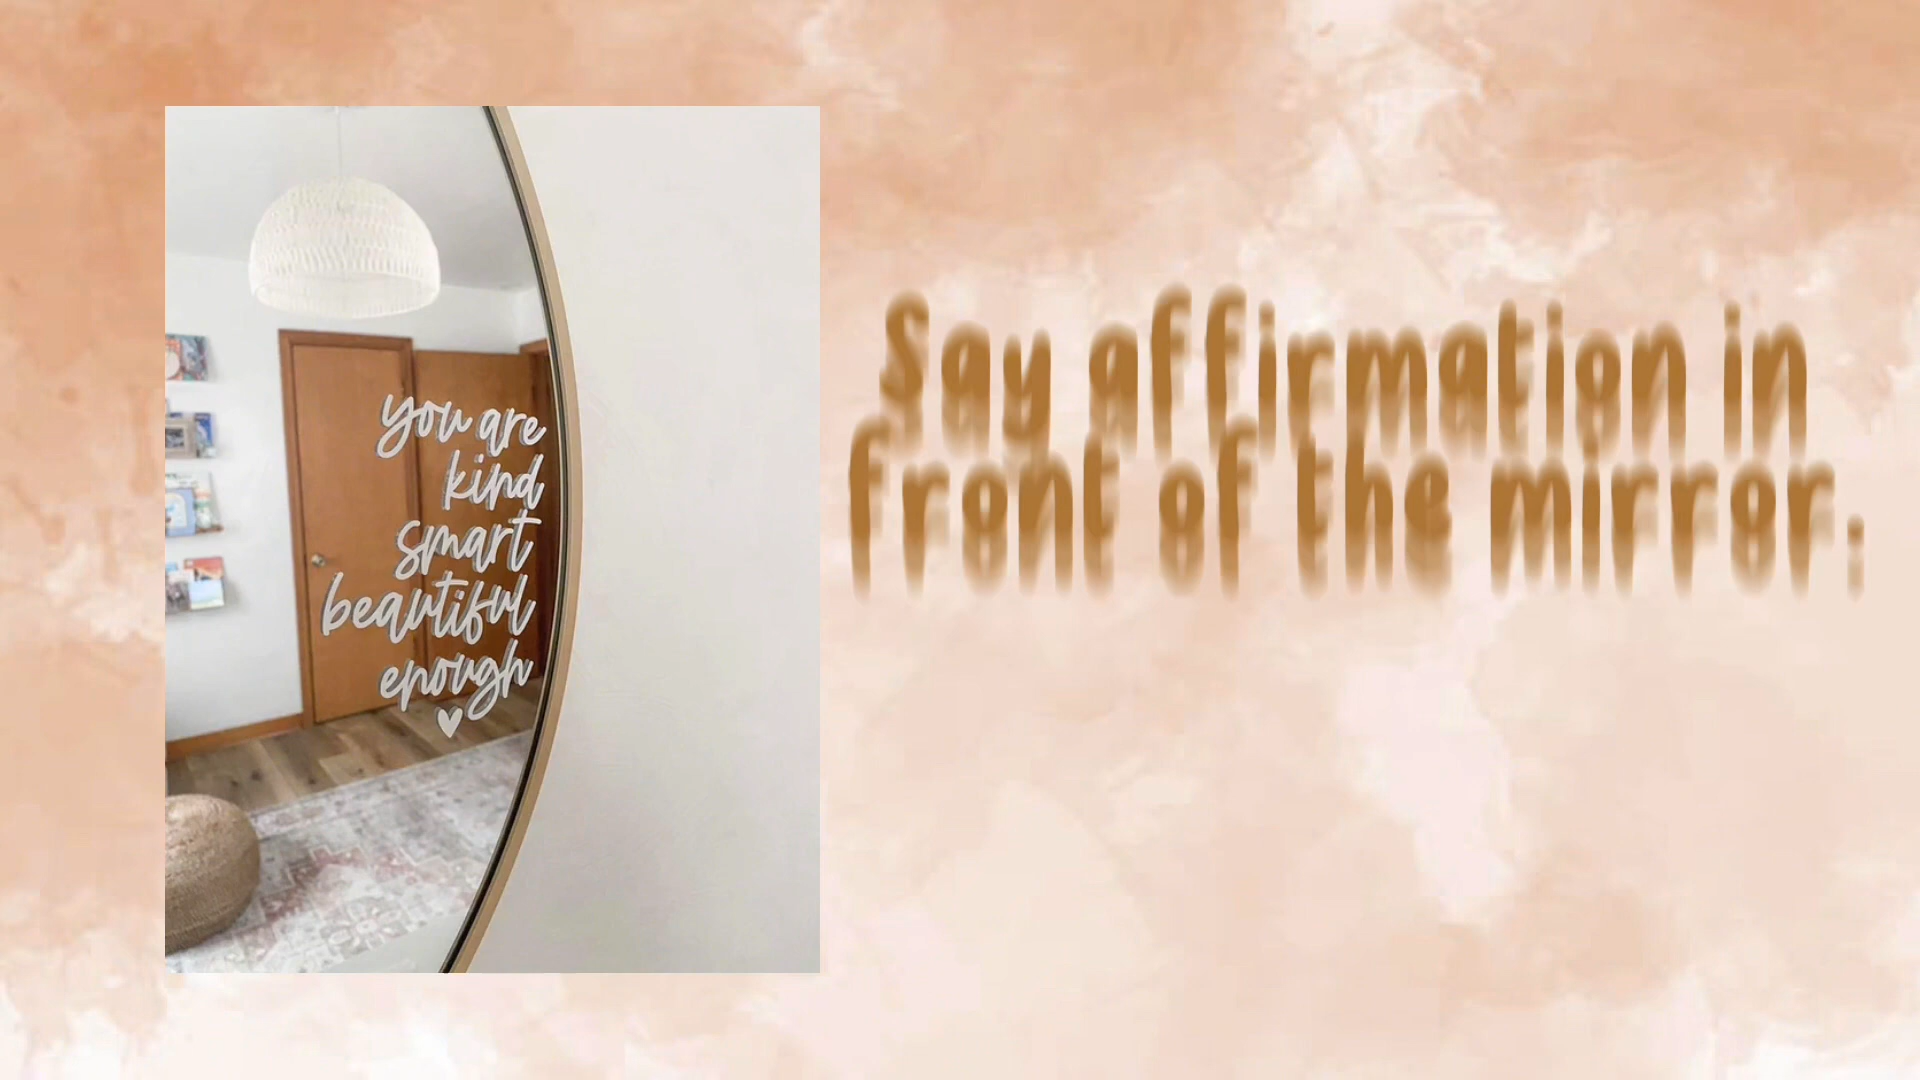 you are
kind
smart
beautiful
enough
Say affirmation in
front of the mirror.